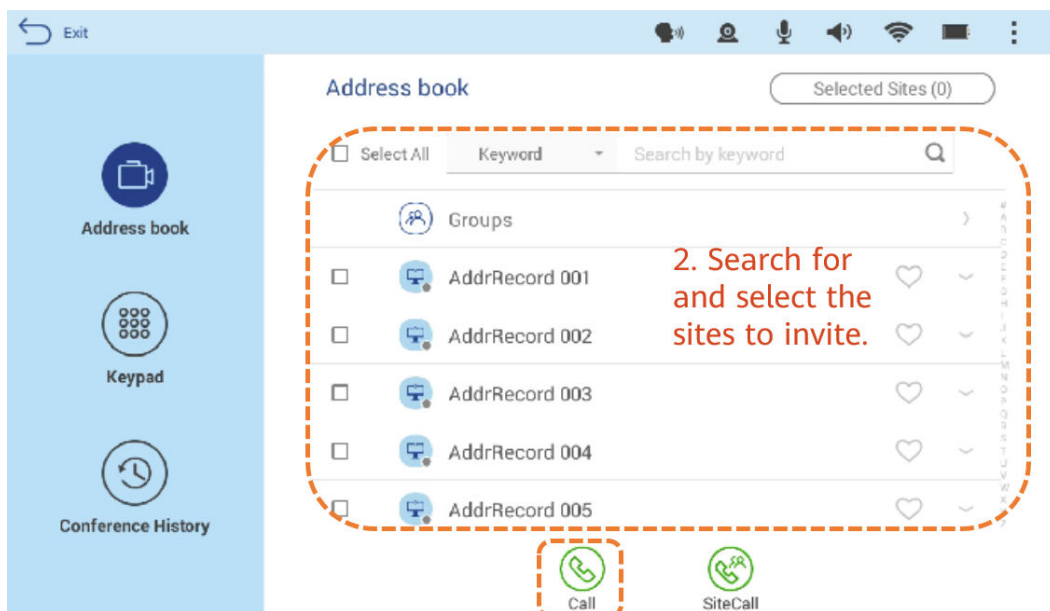 Exit
Address book
Selected Sites (0)
Select All
Keyword
Search by keyword
Groups
AddrRecord 001
AddrRecord 002
AddrRecord 003
AddrRecord 004
AddrRecord 005
2. Search for
and select the
sites to invite.
Address book
Keypad
Conference History
Call
SiteCall